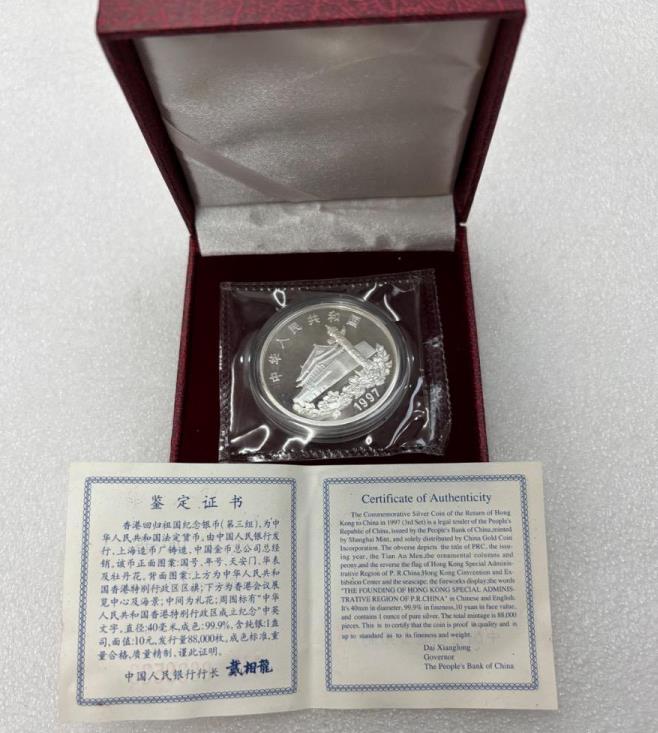 中华人民共和国
1997
鉴定证书
香港回归祖国纪念银币(第三组),为中
华人民共和国法定货币。由中国人民银行发
行,上海造币厂铸造,中国金币总公司总经
销,该币正面图案:国号、年号、天安门、华表
及牡丹花,背面图案:上方为中华人民共和
国香港特别行政区区旗;下方为香港会议展
览中心及海景;中间为礼花;周围标有“中华
人民共和国香港特别行政区成立纪念”中英
文字,直径:40毫米,成色:99.9%,含纯银1盎
司,面值:10元,发行量88,000枚,成色标准,重
量合格,质量精制,谨此证明。
中国人民银行行长 戴相龍
Certificate of Authenticity
The Commemorative Silver Coin of the Return of Hong
Kong to China in 1997 (3rd Set) is a legal tender of the People's
Republic of China, issued by the People's Bank of China,minted
by Shanghai Mint, and solely distributed by China Gold Coin
Incorporation. The obverse depicts the title of PRC, the issu-
ing year, the Tian An Men,the ornamental columns and
peony,and the reverse the flag of Hong Kong Special Adminis-
trative Region of P. R.China,Hong Kong Convention and Ex-
hibition Center and the seascape; the fireworks display;the words
"THE FOUNDING OF HONG KONG SPECIAL ADMINIS-
TRATIVE REGION OF P.R.CHINA" in Chinese and English.
It's 40mm in diameter, 99.9% in fineness,10 yuan in face value,
and contains 1 ounce of pure silver. The total mintage is 88,000
pieces. This is to certify that the coin is proof in quality and is
up to standard as to its fineness and weight.
Dai Xianglong
Governor
The People's Bank of China